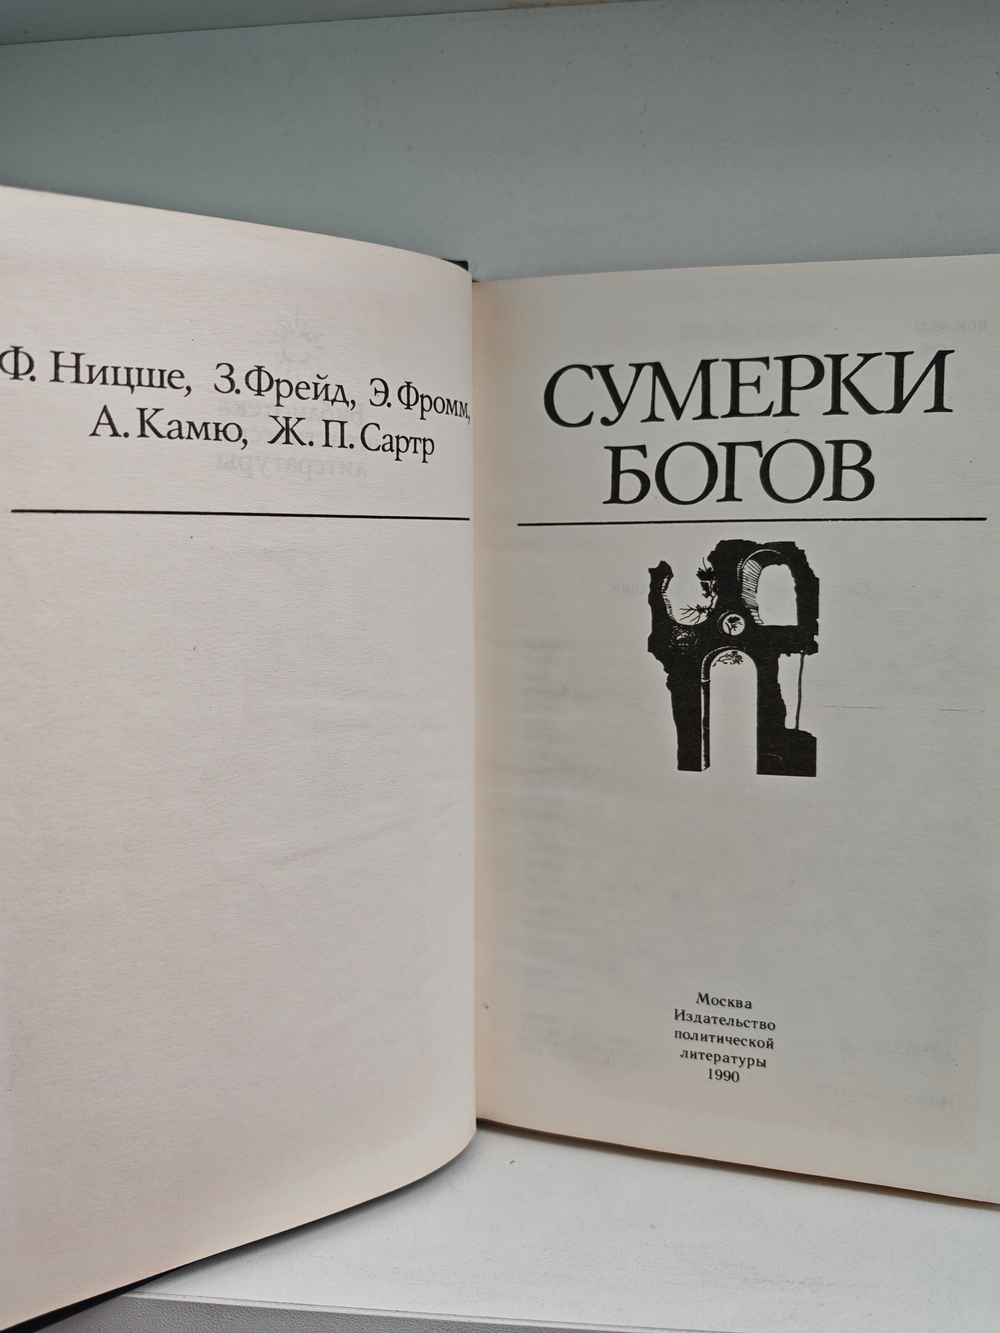 Ф. Ницше, З. Фрейд, Э. Фромм,
А. Камю, Ж. П. Сартр
СУМЕРКИ
БОГОВ
Москва
Издательство
политической
литературы
1990